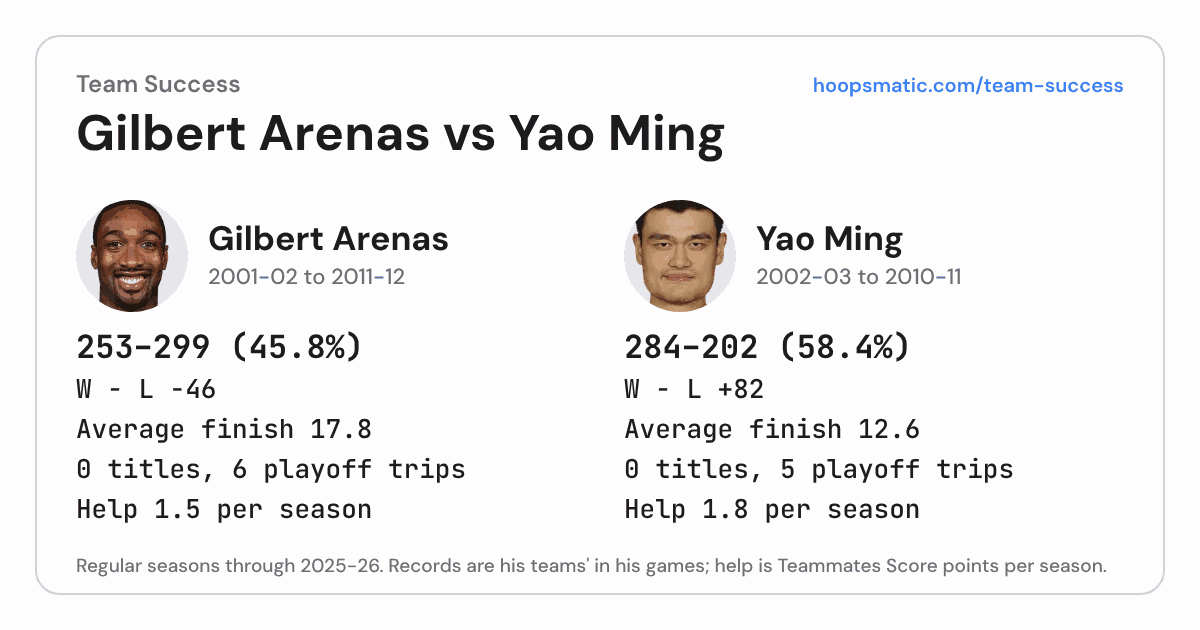 Team Success
hoopsmatic.com/team-success
Gilbert Arenas vs Yao Ming
Gilbert Arenas
2001-02 to 2011-12
253-299 (45.8%)
W - L -46
Average finish 17.8
0 titles, 6 playoff trips
Help 1.5 per season
Yao Ming
2002-03 to 2010-11
284-202 (58.4%)
W - L +82
Average finish 12.6
0 titles, 5 playoff trips
Help 1.8 per season
Regular seasons through 2025-26. Records are his teams' in his games; help is Teammates Score points per season.